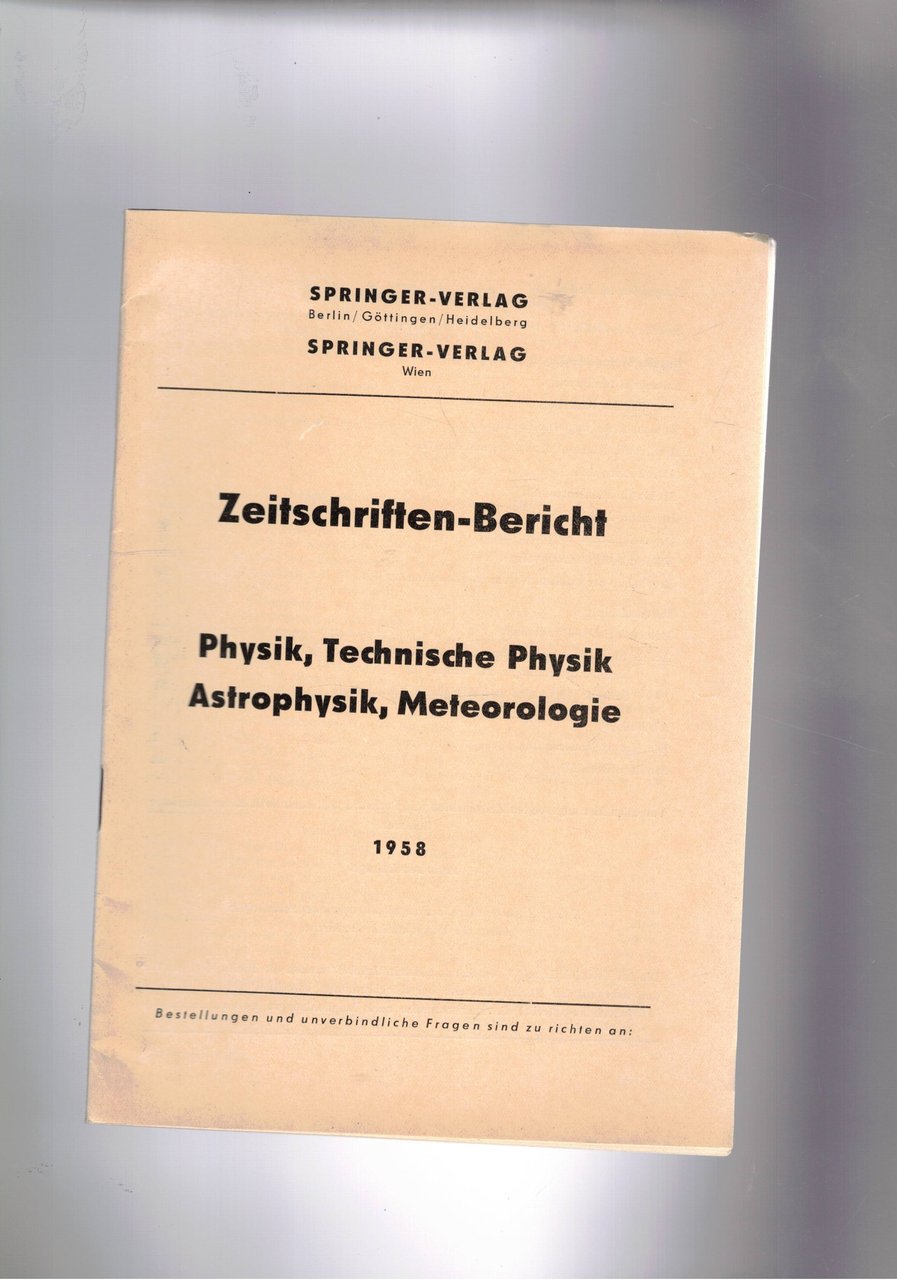 SPRINGER-VERLAG
Berlin/Göttingen/Heidelberg
SPRINGER-VERLAG
Wien
Zeitschriften-Bericht
Physik, Technische Physik
Astrophysik, Meteorologie
1958
Bestellungen und unverbindliche Fragen sind zu richten an: